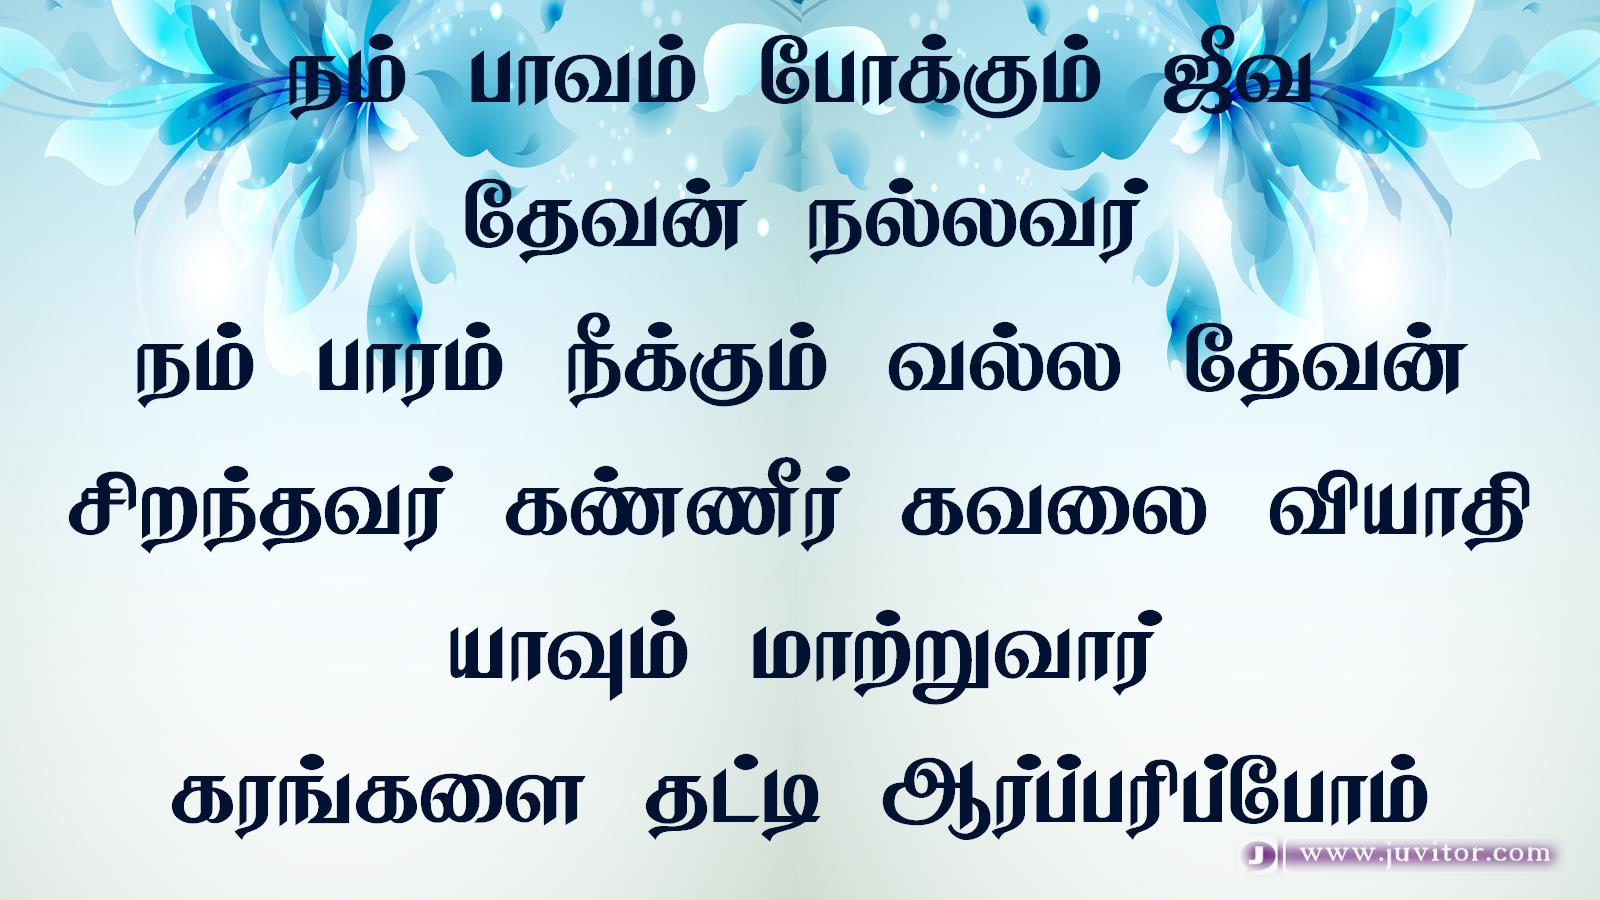 நம் பாவம் போக்கும் ஜீவ
தேவன் நல்லவர்
நம் பாரம் நீக்கும் வல்ல தேவன்
சிறந்தவர் கண்ணீர் கவலை வியாதி
யாவும் மாற்றுவார்
கரங்களை தட்டி ஆர்ப்பரிப்போம்
J www.juvitor.com